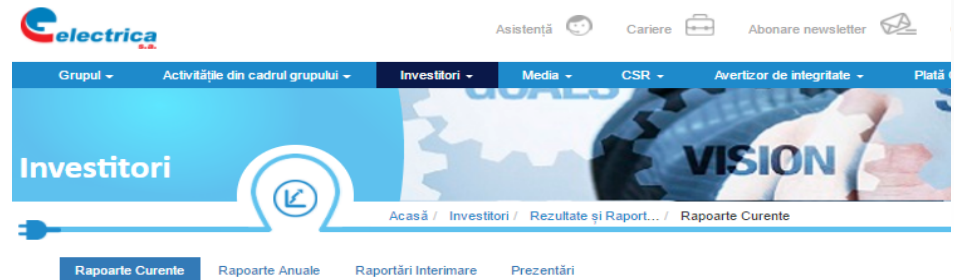 electrica
s.a.
Asistență Cariere Abonare newsletter
Grupul Activitățile din cadrul grupului Investitori Media CSR Avertizor de integritate Plată
GOALS
VISION
Investitori
Acasă / Investitori / Rezultate și Raport... / Rapoarte Curente
Rapoarte Curente Rapoarte Anuale Raportări Interimare Prezentări